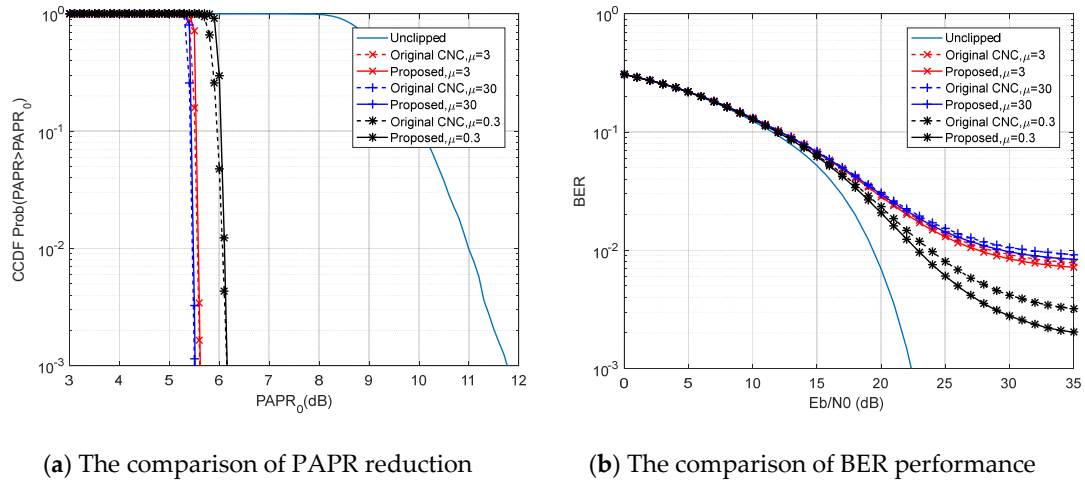 CCDF Prob(PAPR>PAPR0)
10^0
10^-1
10^-2
10^-3
3 4 5 6 7 8 9 10 11 12
PAPR0(dB)
Unclipped
Original CNC,μ=3
Proposed,μ=3
Original CNC,μ=30
Proposed,μ=30
Original CNC,μ=0.3
Proposed,μ=0.3
(a) The comparison of PAPR reduction
BER
10^0
10^-1
10^-2
10^-3
0 5 10 15 20 25 30 35
Eb/N0 (dB)
Unclipped
Original CNC,μ=3
Proposed,μ=3
Original CNC,μ=30
Proposed,μ=30
Original CNC,μ=0.3
Proposed,μ=0.3
(b) The comparison of BER performance